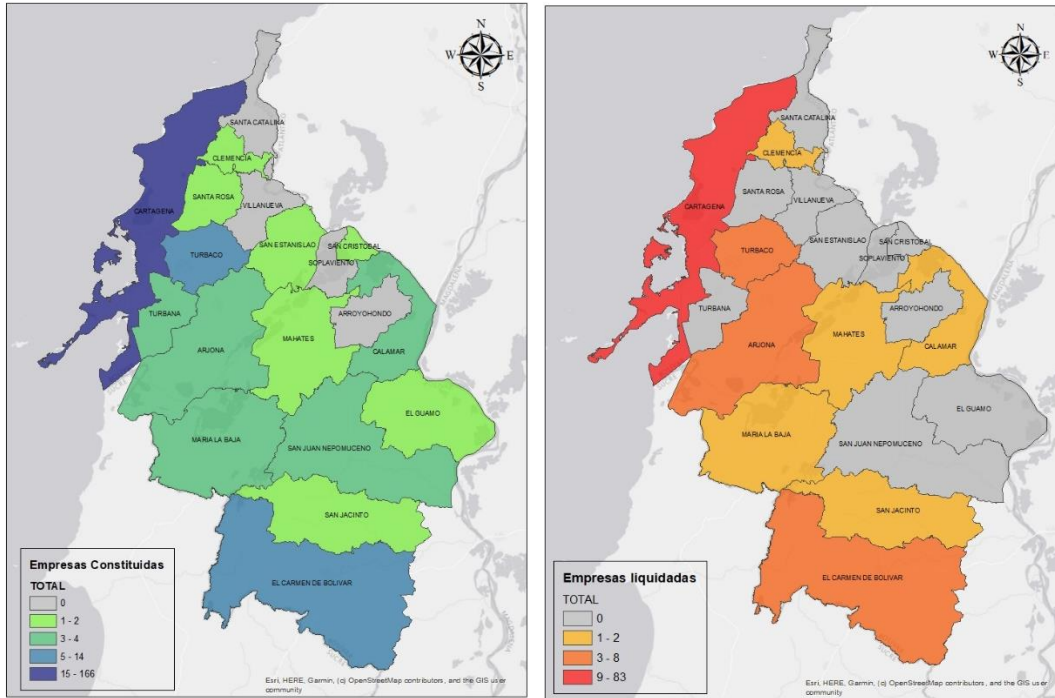 N
W E
S
SANTA CATALINA
CLEMENCIA
SANTA ROSA
VILLANUEVA
CARTAGENA
SAN ESTANISLAO
SAN CRISTOBAL
TURBACO
SOPLAVIENTO
TURBANA
ARROYOHONDO
ARJONA
MAHATES
CALAMAR
EL GUAMO
MARIA LA BAJA
SAN JUAN NEPOMUCENO
SAN JACINTO
EL CARMEN DE BOLIVAR
Empresas Constituidas
TOTAL
0
1 - 2
3 - 4
5 - 14
15 - 166
Esri, HERE, Garmin, (c) OpenStreetMap contributors, and the GIS user
community
N
W E
S
SANTA CATALINA
CLEMENCIA
SANTA ROSA
VILLANUEVA
CARTAGENA
SAN ESTANISLAO
SAN CRISTOBAL
TURBACO
SOPLAVIENTO
TURBANA
ARROYOHONDO
ARJONA
MAHATES
CALAMAR
EL GUAMO
MARIA LA BAJA
SAN JUAN NEPOMUCENO
SAN JACINTO
EL CARMEN DE BOLIVAR
Empresas liquidadas
TOTAL
0
1 - 2
3 - 8
9 - 83
Esri, HERE, Garmin, (c) OpenStreetMap contributors, and the GIS user
community